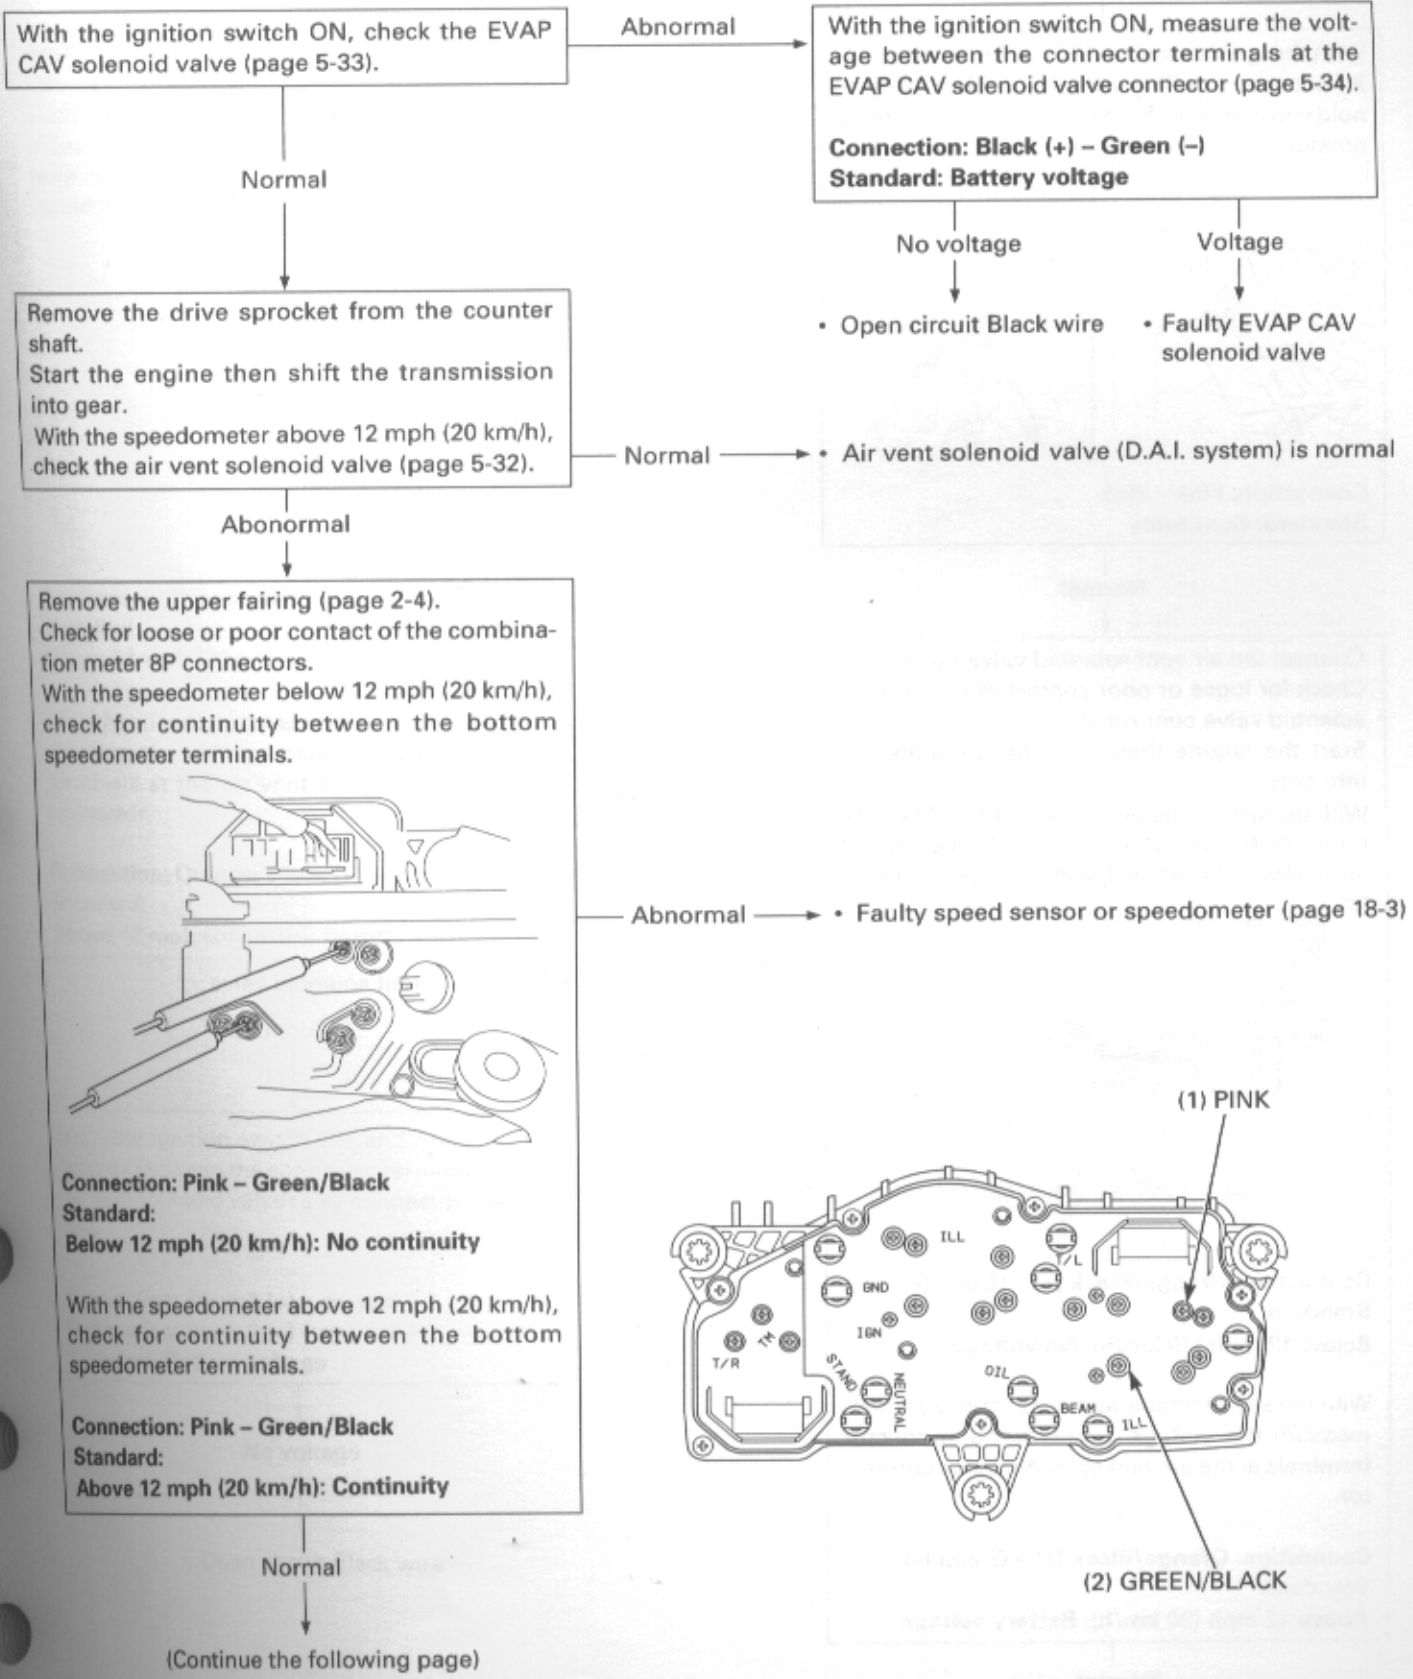 With the ignition switch ON, check the EVAP
CAV solenoid valve (page 5-33).
Abnormal
With the ignition switch ON, measure the volt-
age between the connector terminals at the
EVAP CAV solenoid valve connector (page 5-34).
Connection: Black (+) – Green (–)
Standard: Battery voltage
Normal
No voltage
Voltage
• Open circuit Black wire
• Faulty EVAP CAV
solenoid valve
Remove the drive sprocket from the counter
shaft.
Start the engine then shift the transmission
into gear.
With the speedometer above 12 mph (20 km/h),
check the air vent solenoid valve (page 5-32).
Normal
• Air vent solenoid valve (D.A.I. system) is normal
Abonormal
Remove the upper fairing (page 2-4).
Check for loose or poor contact of the combina-
tion meter 8P connectors.
With the speedometer below 12 mph (20 km/h),
check for continuity between the bottom
speedometer terminals.
Abnormal
• Faulty speed sensor or speedometer (page 18-3)
Connection: Pink – Green/Black
Standard:
Below 12 mph (20 km/h): No continuity
With the speedometer above 12 mph (20 km/h),
check for continuity between the bottom
speedometer terminals.
Connection: Pink – Green/Black
Standard:
Above 12 mph (20 km/h): Continuity
(1) PINK
ILL
T/L
GND
IGN
TM
T/R
STAND
NEUTRAL
OIL
BEAM
ILL
(2) GREEN/BLACK
Normal
(Continue the following page)